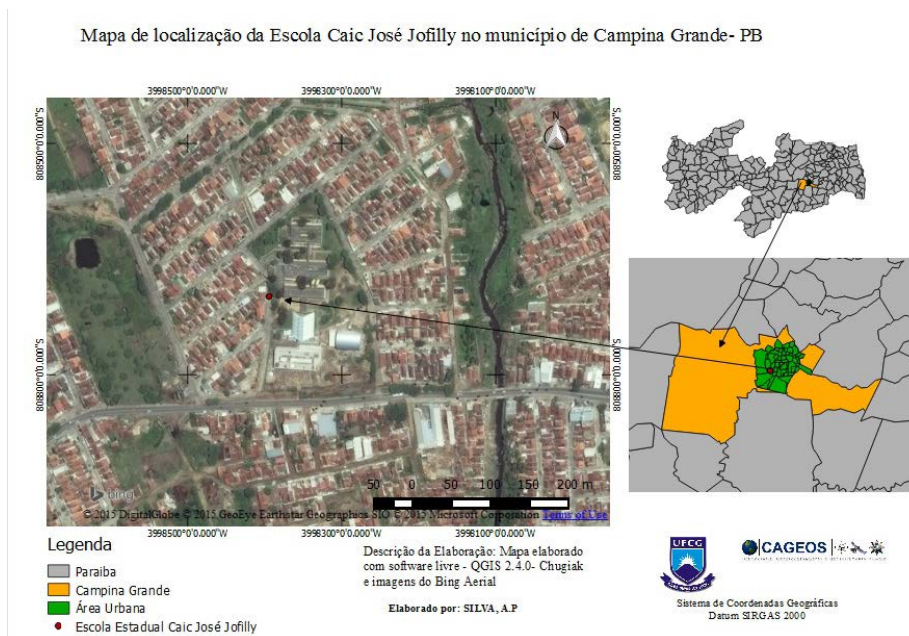 Mapa de localização da Escola Caic José Jofilly no município de Campina Grande- PB
3998500°0'0.000"W 3998300°0'0.000"W 3998100°0'0.000"W
808500°0'0.000"S
808500°0'0.000"S
N
808800°0'0.000"S
808800°0'0.000"S
50 0 50 100 150 200 m
bing
© 2015 DigitalGlobe © 2015 GeoEye Earthstar Geographics SIO © 2015 Microsoft Corporation Terms of Use
3998500°0'0.000"W 3998300°0'0.000"W 3998100°0'0.000"W
Legenda
Paraiba
Campina Grande
Área Urbana
Escola Estadual Caic José Jofilly
Descrição da Elaboração: Mapa elaborado
com software livre - QGIS 2.4.0- Chugiak
e imagens do Bing Aerial
Elaborado por: SILVA, A.P
UFCG
CAGEOS
Sistema de Coordenadas Geográficas
Datum SIRGAS 2000